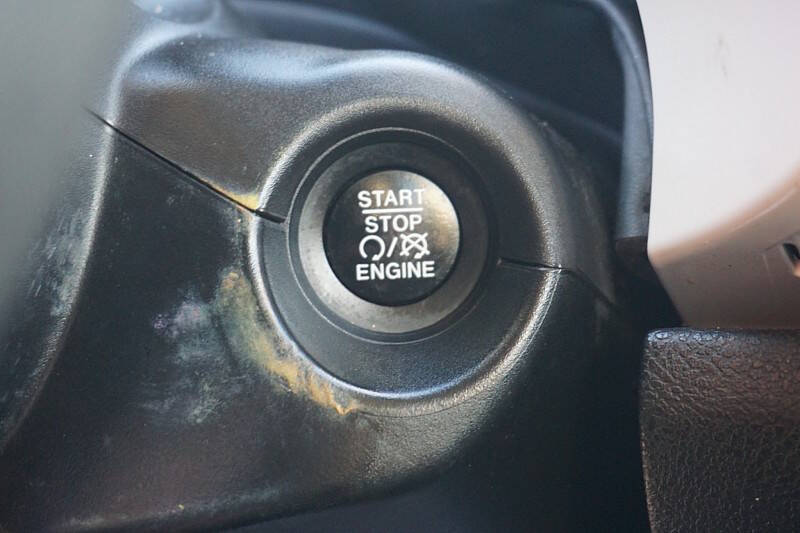 START
STOP
/
ENGINE